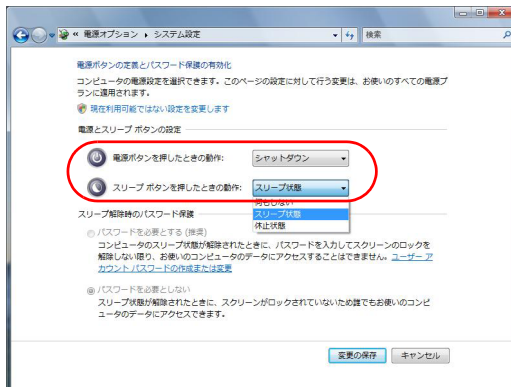 « 電源オプション ▸ システム設定
検索
電源ボタンの定義とパスワード保護の有効化
コンピュータの電源設定を選択できます。このページの設定に対して行う変更は、お使いのすべての電源プ
ランに適用されます。
現在利用可能ではない設定を変更します
電源とスリープ ボタンの設定
電源ボタンを押したときの動作:
シャットダウン
スリープ ボタンを押したときの動作:
スリープ状態
何もしない
スリープ状態
休止状態
スリープ解除時のパスワード保護
パスワードを必要とする (推奨)
コンピュータのスリープ状態が解除されたときに、パスワードを入力してスクリーンのロックを
解除しない限り、お使いのコンピュータのデータにアクセスすることはできません。 ユーザー ア
カウント パスワードの作成または変更
パスワードを必要としない
スリープ状態が解除されたときに、スクリーンがロックされていないため誰でもお使いのコンピ
ュータのデータにアクセスできます。
変更の保存
キャンセル